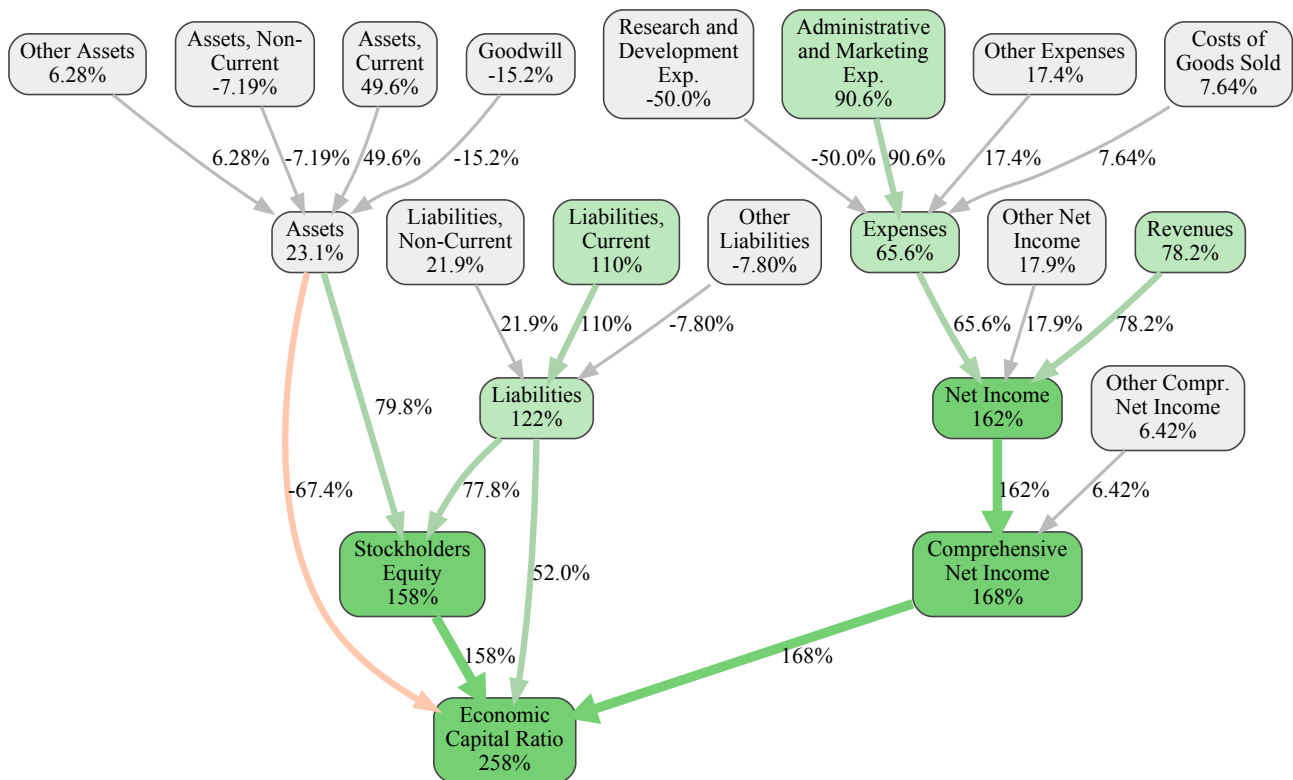 Other Assets
6.28%
Assets, Non-
Current
-7.19%
Assets,
Current
49.6%
Goodwill
-15.2%
Research and
Development
Exp.
-50.0%
Administrative
and Marketing
Exp.
90.6%
Other Expenses
17.4%
Costs of
Goods Sold
7.64%
6.28%
-7.19%
49.6%
-15.2%
-50.0%
90.6%
17.4%
7.64%
Assets
23.1%
Liabilities,
Non-Current
21.9%
Liabilities,
Current
110%
Other
Liabilities
-7.80%
Expenses
65.6%
Other Net
Income
17.9%
Revenues
78.2%
21.9%
110%
-7.80%
65.6%
17.9%
78.2%
79.8%
Liabilities
122%
Net Income
162%
Other Compr.
Net Income
6.42%
-67.4%
77.8%
162%
6.42%
Stockholders
Equity
158%
52.0%
Comprehensive
Net Income
168%
158%
168%
Economic
Capital Ratio
258%